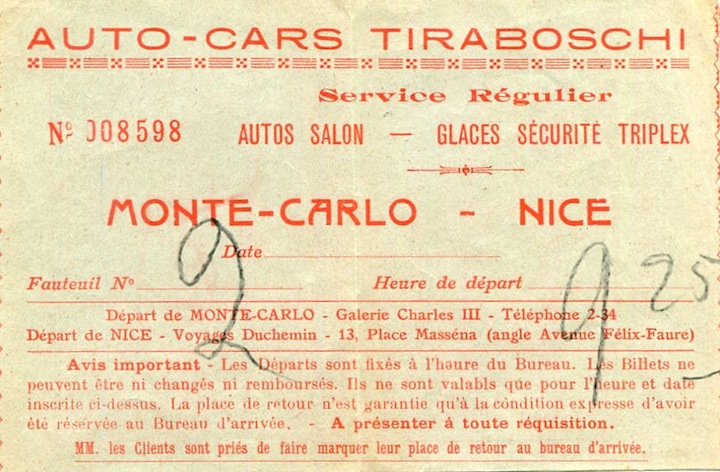 AUTO-CARS TIRABOSCHI
Service Régulier
Nº 008598 AUTOS SALON — GLACES SÉCURITÉ TRIPLEX
MONTE-CARLO - NICE
Date
Fauteuil Nº 2 Heure de départ 9 25
Départ de MONTE-CARLO - Galerie Charles III - Téléphone 2-34
Départ de NICE - Voyages Duchemin - 13, Place Masséna (angle Avenue Félix-Faure)
Avis important - Les Départs sont fixés à l'haure du Bureau. Les Billets ne
peuvent être ni changés ni remboursés. Ils ne sont valabls que pour l'heure et date
inscrite ci-dessus. La place de retour n'est garantie qu'à la condition expresse d'avoir
été réservée au Bureau d'arrivée. - A présenter à toute réquisition.
MM. les Clients sont priés de faire marquer leur place de retour au bureau d'arrivée.